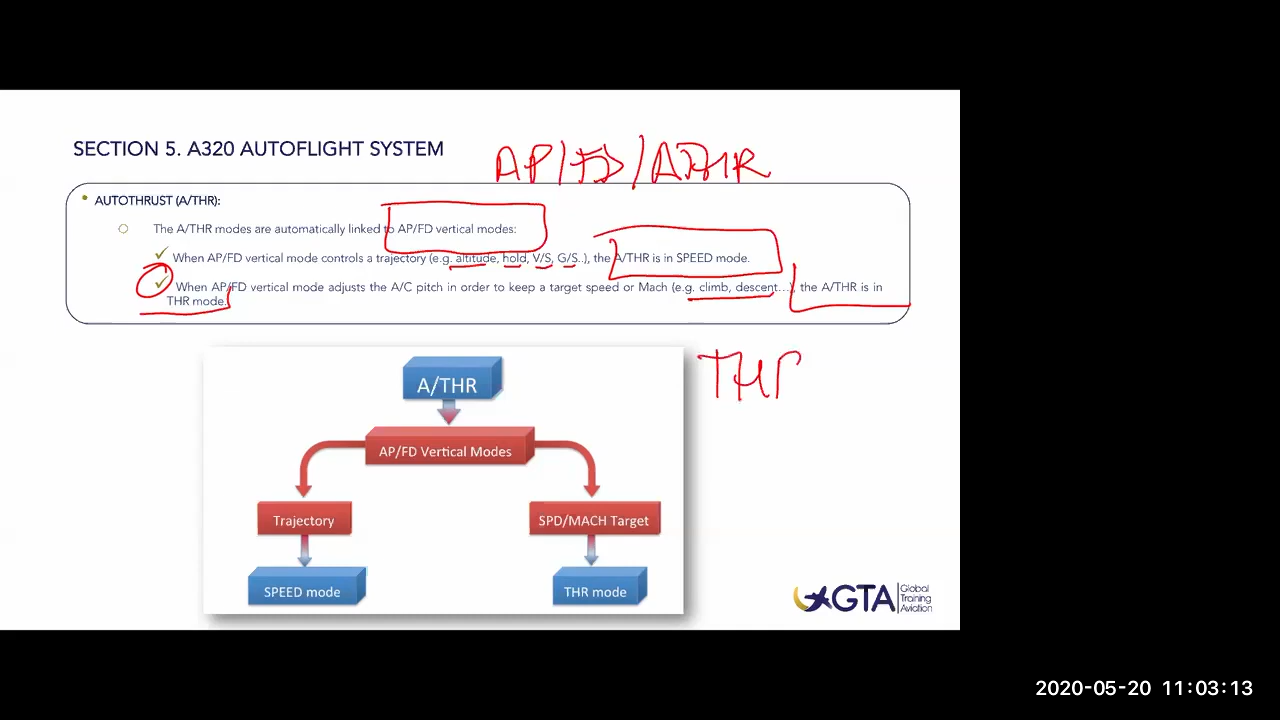 SECTION 5. A320 AUTOFLIGHT SYSTEM
AP/FD/ATHR
AUTOTHRUST (A/THR):
The A/THR modes are automatically linked to AP/FD vertical modes:
When AP/FD vertical mode controls a trajectory (e.g. altitude, hold, V/S, G/S..), the A/THR is in SPEED mode.
When AP/FD vertical mode adjusts the A/C pitch in order to keep a target speed or Mach (e.g. climb, descent…), the A/THR is in
THR mode.
THR
A/THR
AP/FD Vertical Modes
Trajectory
SPD/MACH Target
SPEED mode
THR mode
GTA
Global
Training
Aviation
2020-05-20 11:03:13